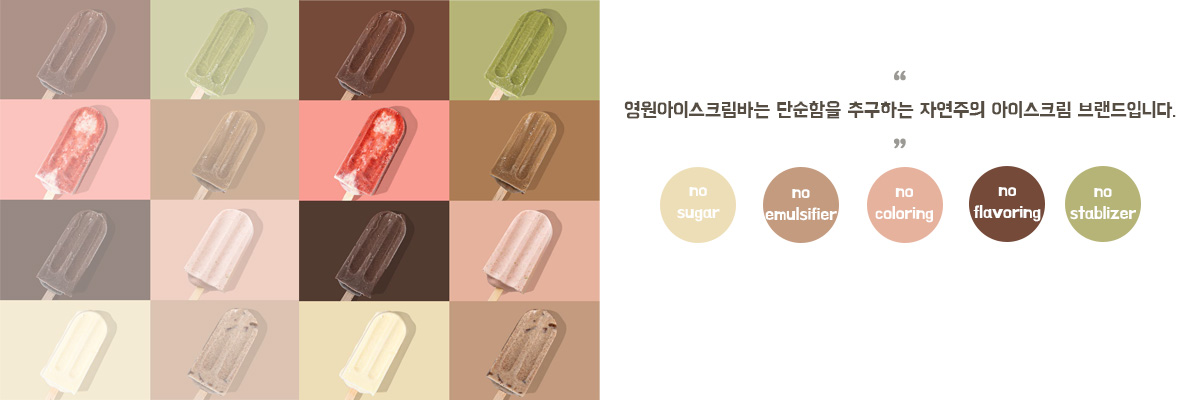 “
영원아이스크림바는 단순함을 추구하는 자연주의 아이스크림 브랜드입니다.
”
no
sugar
no
emulsifier
no
coloring
no
flavoring
no
stablizer